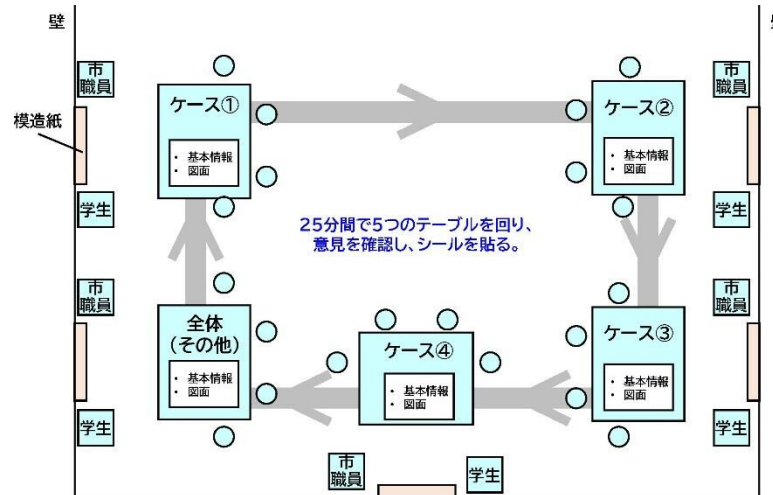 壁
市
職員
模造紙
学生
ケース①
・ 基本情報
・ 図面
ケース②
・ 基本情報
・ 図面
市
職員
学生
25分間で5つのテーブルを回り、
意見を確認し、シールを貼る。
市
職員
学生
全体
(その他)
・ 基本情報
・ 図面
ケース④
・ 基本情報
・ 図面
ケース③
・ 基本情報
・ 図面
市
職員
学生
市
職員
学生